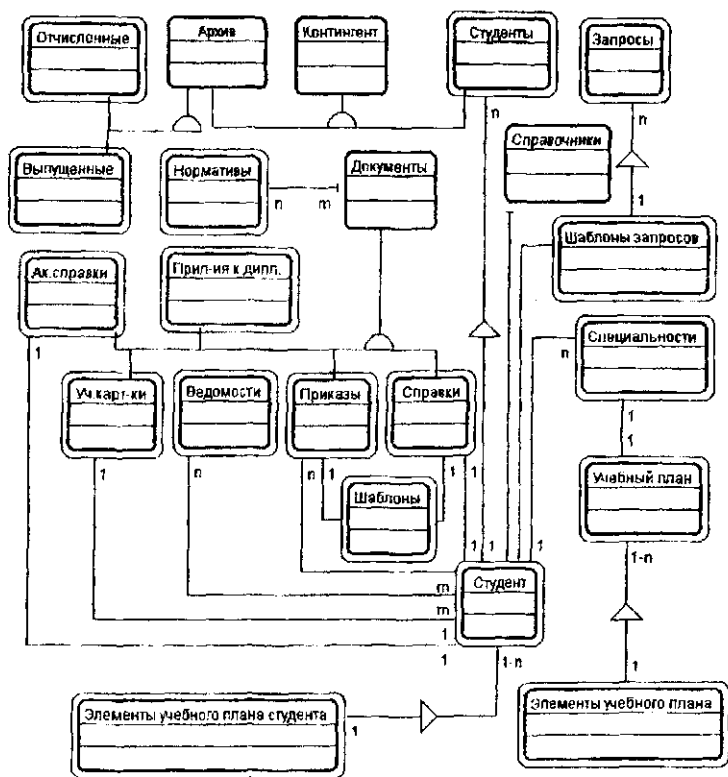 Отчисленные
Архив
Контингент
Студенты
Запросы
n
n
Справочники
Выпущенные
Нормативы
Документы
n
m
1
Шаблоны запросов
Ак.справки
Прил-ия к дипл.
Специальности
1
n
Уч.карт-ки
Ведомости
Приказы
Справки
1
1
Учебный план
1
n
n
1
1
1
Шаблоны
1
1
1
1-n
Студент
m
m
1
1
1-n
1
Элементы учебного плана студента
1
Элементы учебного плана